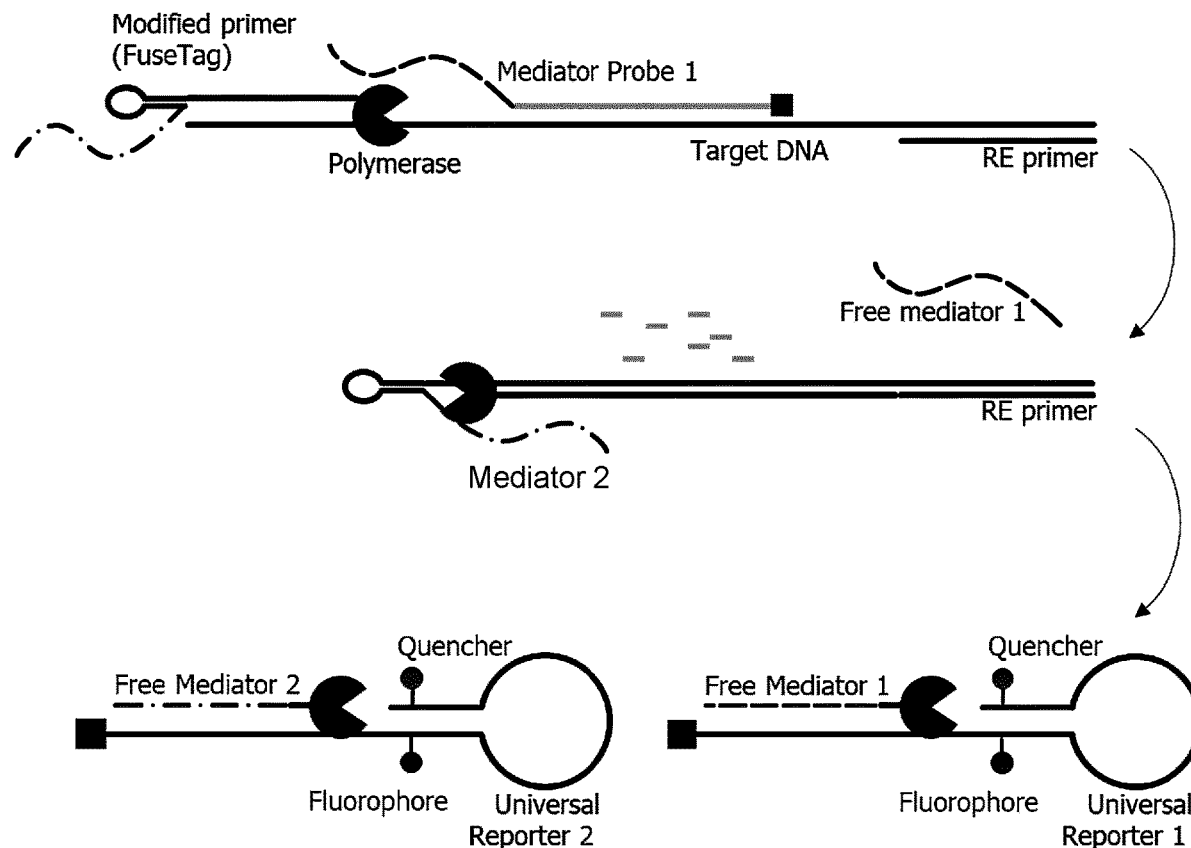 Modified primer
(FuseTag)
Mediator Probe 1
Polymerase
Target DNA
RE primer
Free mediator 1
RE primer
Mediator 2
Quencher
Free Mediator 2
Fluorophore
Universal
Reporter 2
Quencher
Free Mediator 1
Fluorophore
Universal
Reporter 1